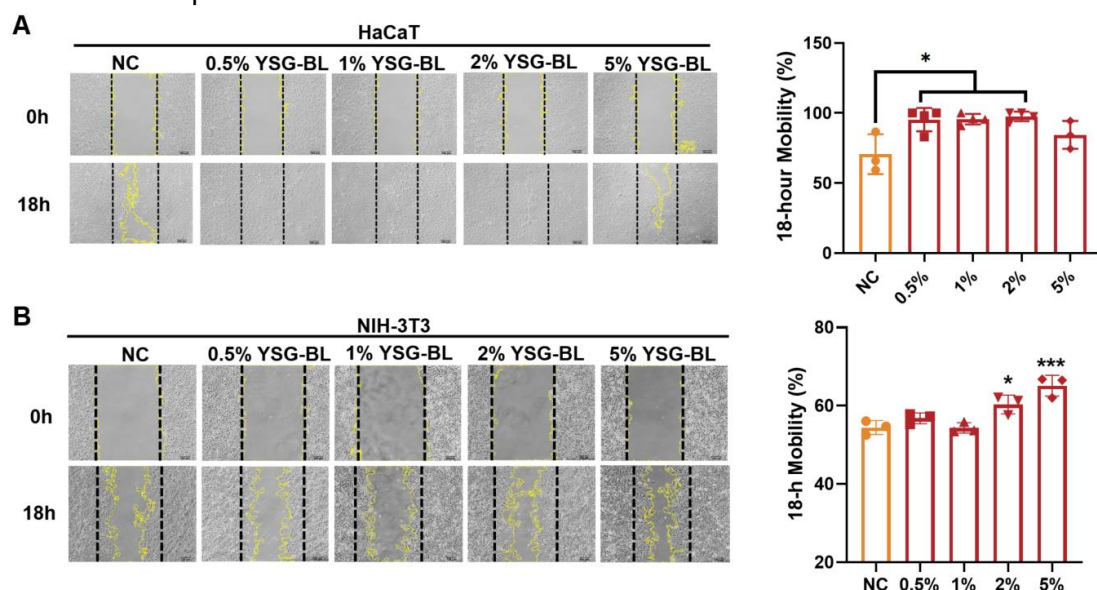 A
HaCaT
NC 0.5% YSG-BL 1% YSG-BL 2% YSG-BL 5% YSG-BL
0h
18h
18-hour Mobility (%)
150
100
50
0
*
NC 0.5% 1% 2% 5%
B
NIH-3T3
NC 0.5% YSG-BL 1% YSG-BL 2% YSG-BL 5% YSG-BL
0h
18h
18-h Mobility (%)
80
60
40
20
* ***
NC 0.5% 1% 2% 5%